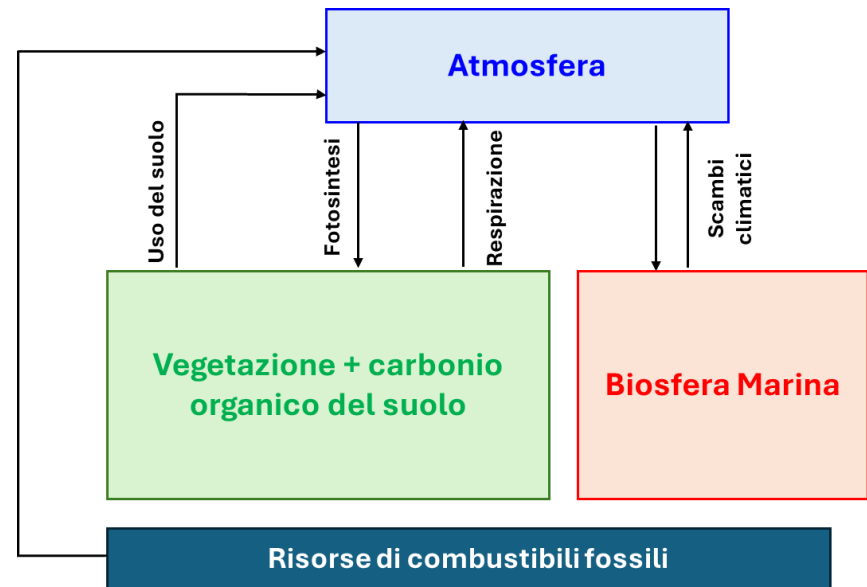 Atmosfera
Uso del suolo
Fotosintesi
Respirazione
Scambi
climatici
Vegetazione + carbonio
organico del suolo
Biosfera Marina
Risorse di combustibili fossili